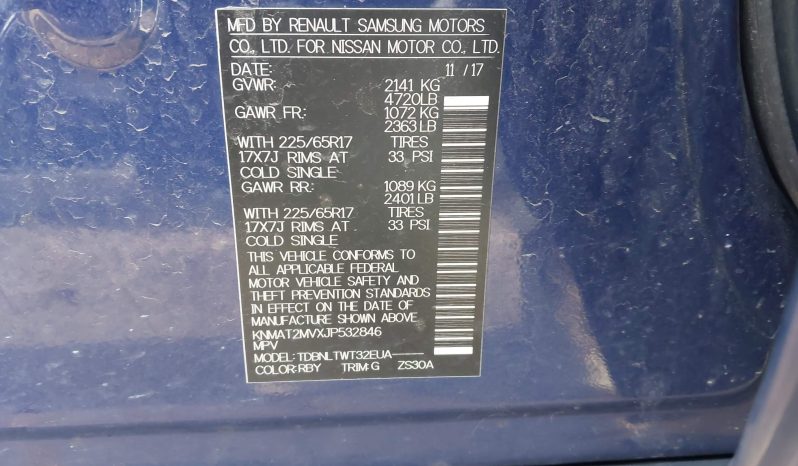 MFD BY RENAULT SAMSUNG MOTORS
CO., LTD. FOR NISSAN MOTOR CO., LTD.
DATE: 11 / 17
GVWR: 2141 KG
4720LB
GAWR FR: 1072 KG
2363 LB
WITH 225/65R17 TIRES
17X7J RIMS AT 33 PSI
COLD SINGLE
GAWR RR: 1089 KG
2401 LB
WITH 225/65R17 TIRES
17X7J RIMS AT 33 PSI
COLD SINGLE
THIS VEHICLE CONFORMS TO
ALL APPLICABLE FEDERAL
MOTOR VEHICLE SAFETY AND
THEFT PREVENTION STANDARDS
IN EFFECT ON THE DATE OF
MANUFACTURE SHOWN ABOVE
KNMAT2MVXJP532846
MPV
MODEL: TDBNLTWT32EUA-----
COLOR:RBY TRIM:G ZS30A